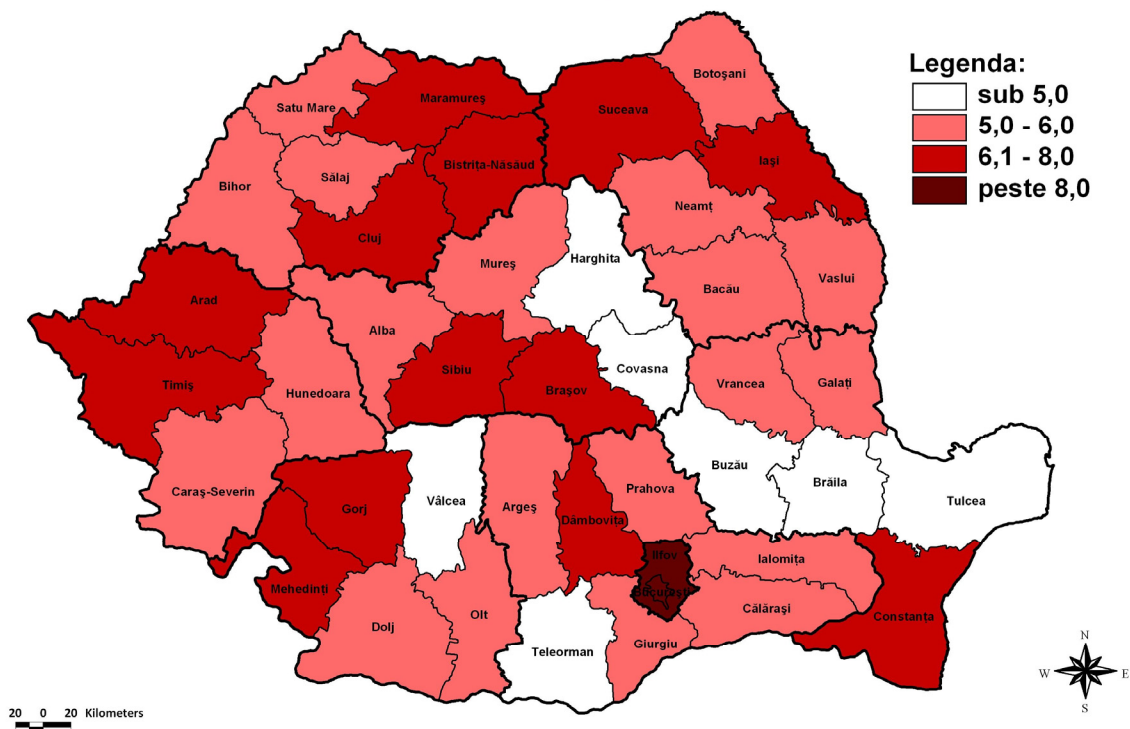 Legenda:
sub 5,0
5,0 - 6,0
6,1 - 8,0
peste 8,0
Botoşani
Satu Mare
Maramureş
Suceava
Iaşi
Bistriţa-Năsăud
Sălaj
Bihor
Neamţ
Cluj
Mureş
Harghita
Vaslui
Bacău
Arad
Alba
Covasna
Sibiu
Timiş
Hunedoara
Braşov
Vrancea
Galaţi
Buzău
Brăila
Caraş-Severin
Prahova
Vâlcea
Tulcea
Argeş
Gorj
Dâmboviţa
Ilfov
Ialomiţa
Mehedinţi
Bucureşti
Călăraşi
Olt
Constanţa
Dolj
Giurgiu
Teleorman
N
W E
S
20 0 20 Kilometers